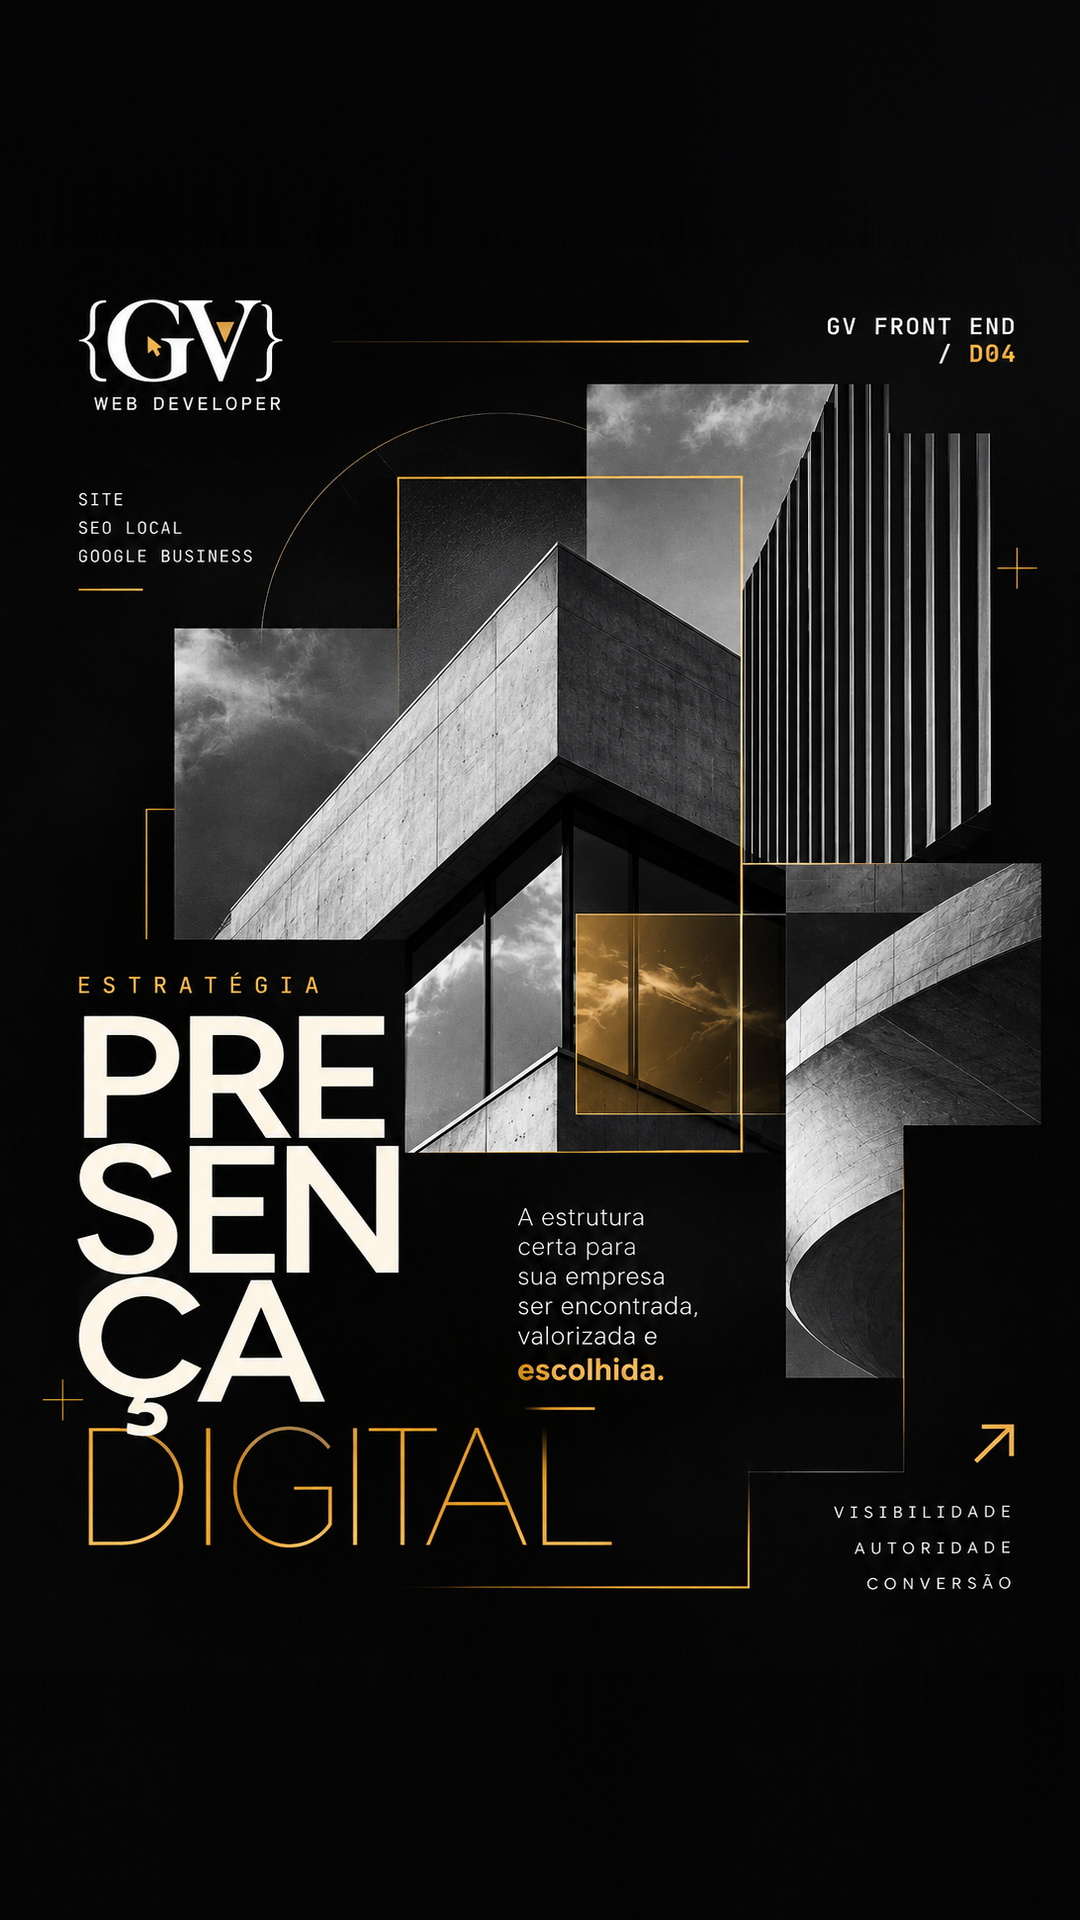 {GV}
WEB DEVELOPER
GV FRONT END
/ D04
SITE
SEO LOCAL
GOOGLE BUSINESS
ESTRATÉGIA
PRE
SEN
ÇA
DIGITAL
A estrutura
certa para
sua empresa
ser encontrada,
valorizada e
escolhida.
VISIBILIDADE
AUTORIDADE
CONVERSÃO